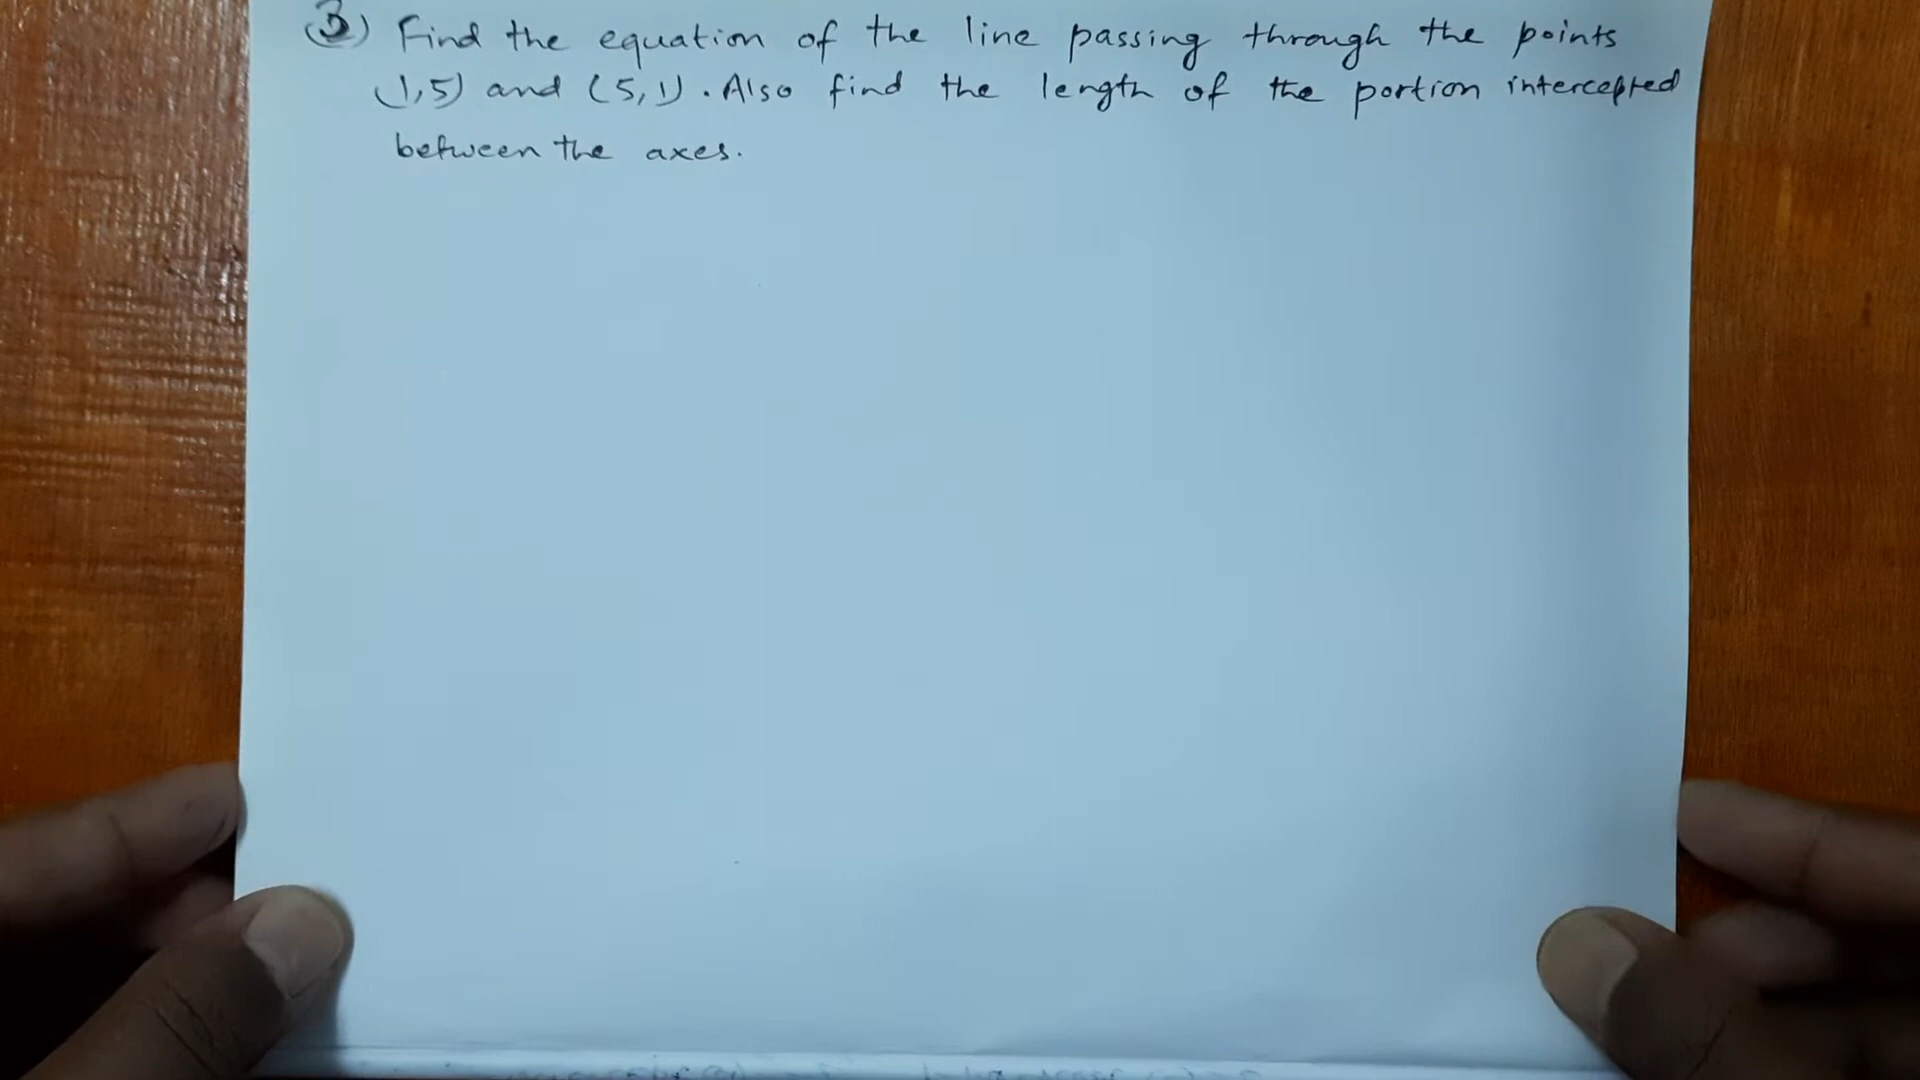 ③) Find the equation of the line passing through the points
(1,5) and (5,1). Also find the length of the portion intercepted
between the axes.